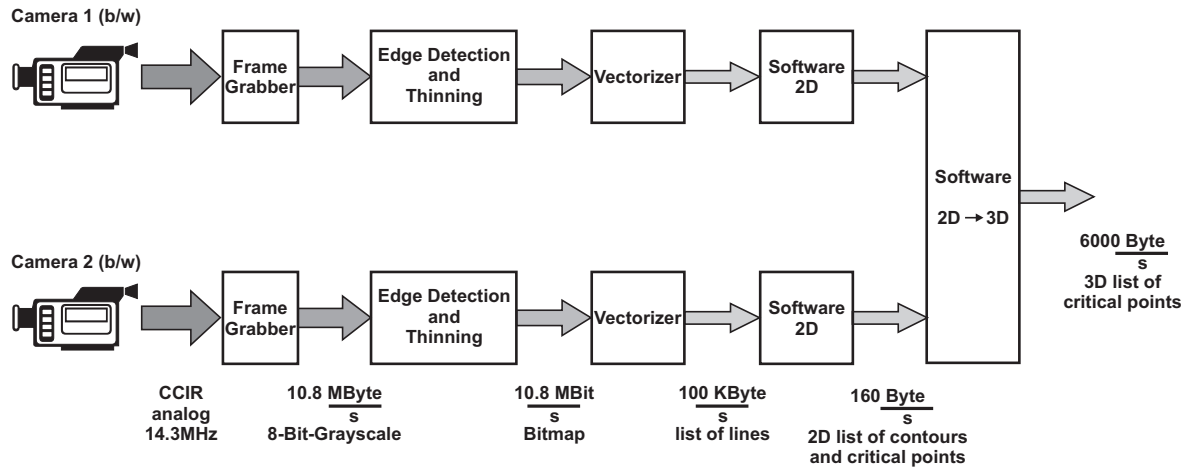 Camera 1 (b/w)
Frame
Grabber
Edge Detection
and
Thinning
Vectorizer
Software
2D
Software
2D → 3D
6000 Byte
s
3D list of
critical points
Camera 2 (b/w)
Frame
Grabber
Edge Detection
and
Thinning
Vectorizer
Software
2D
CCIR
analog
14.3MHz
10.8 MByte
s
8-Bit-Grayscale
10.8 MBit
s
Bitmap
100 KByte
s
list of lines
160 Byte
s
2D list of contours
and critical points